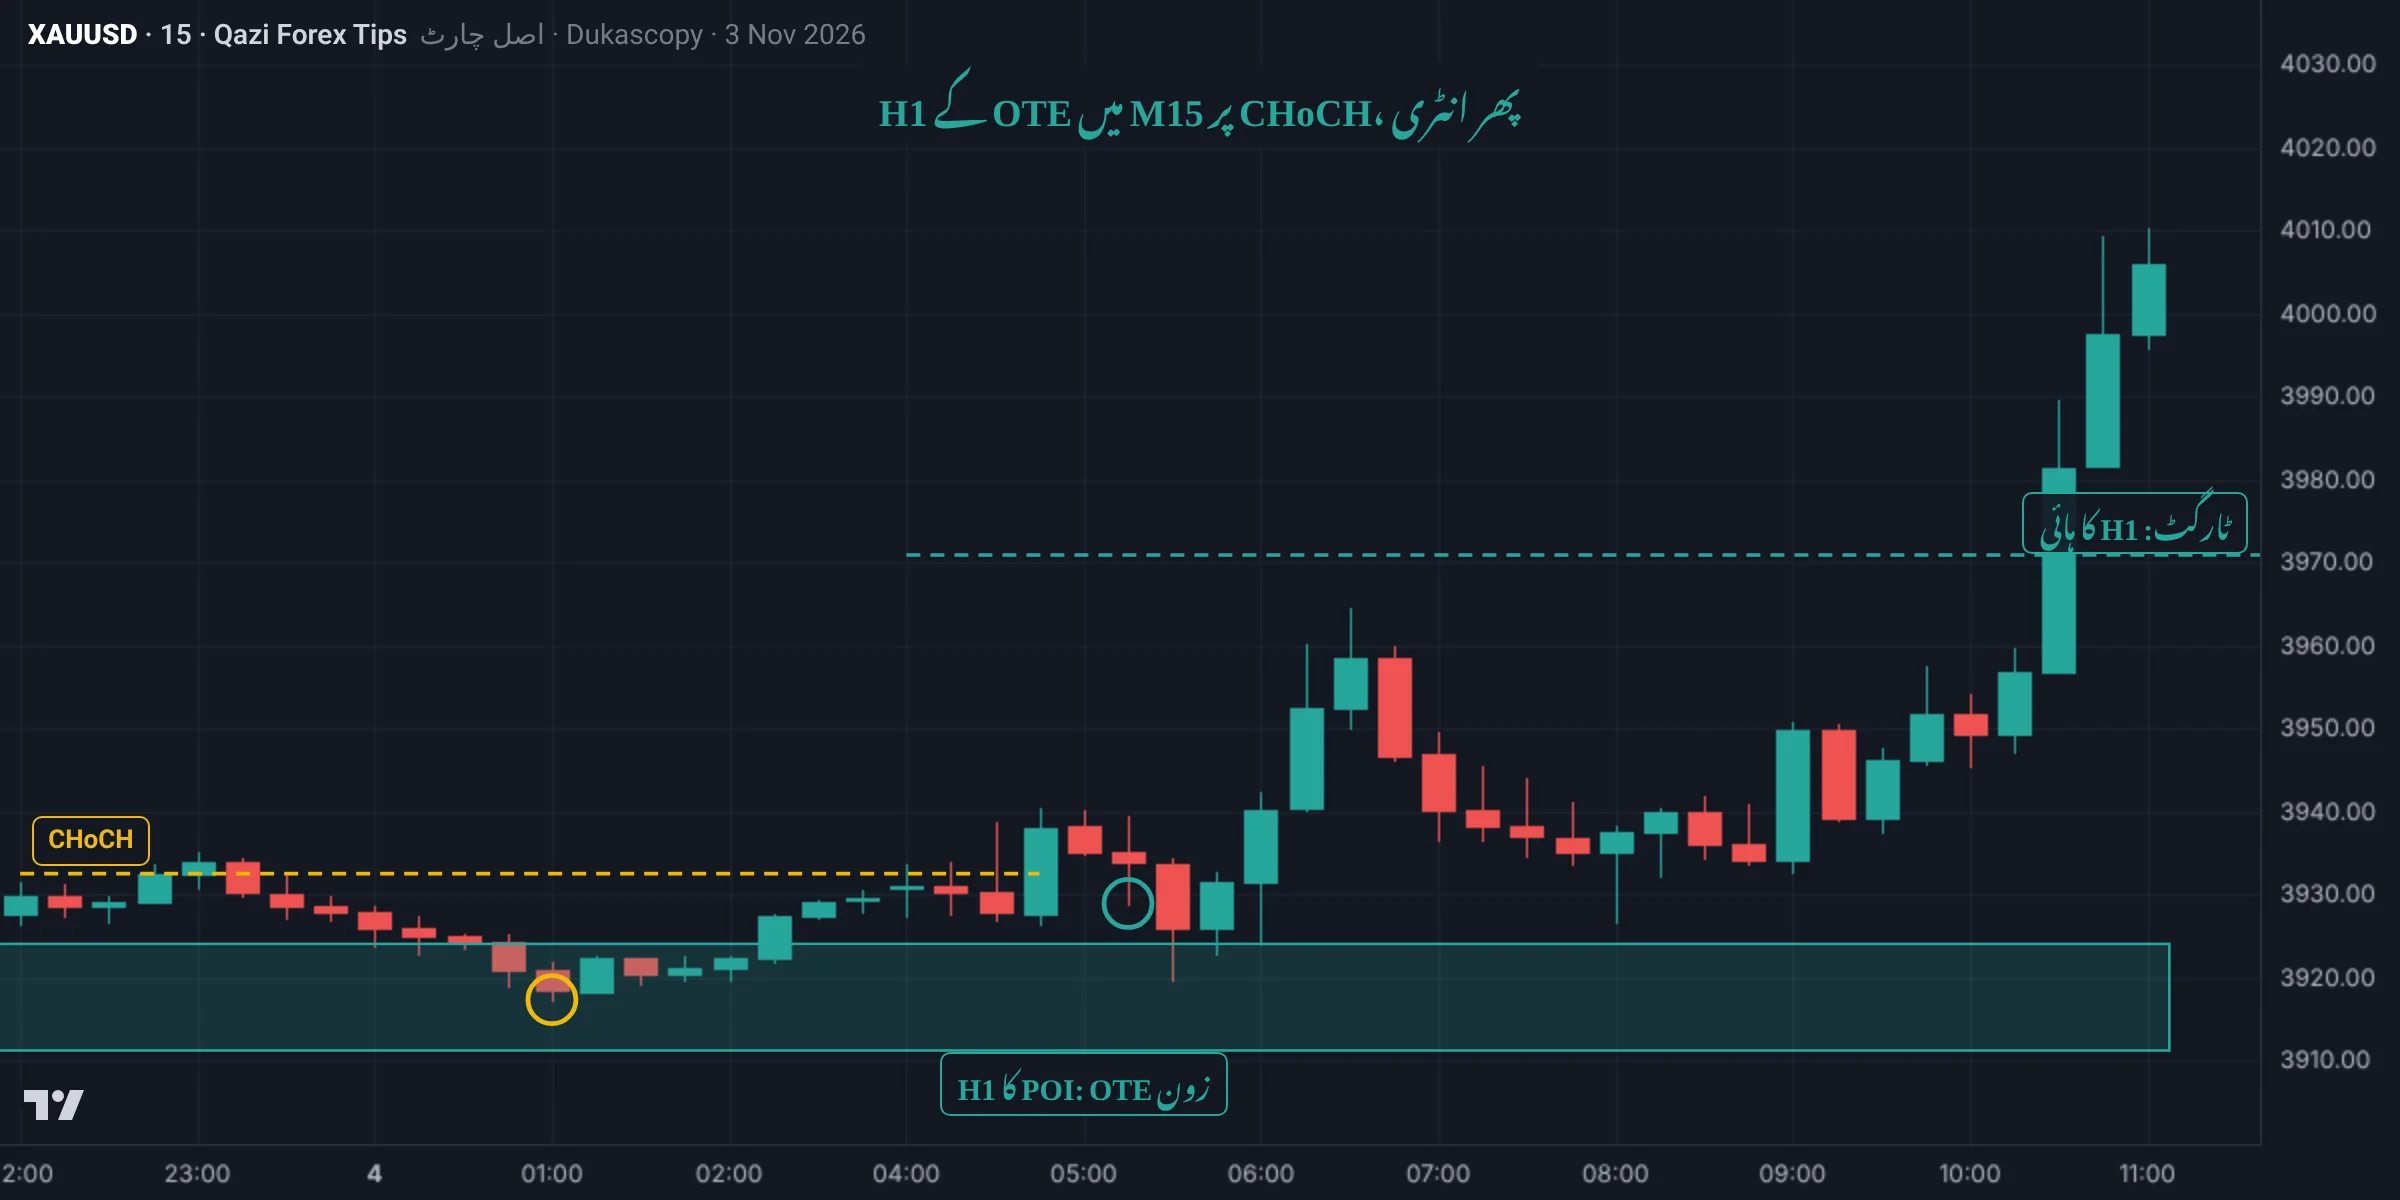 XAUUSD · 15 · Qazi Forex Tips اصل چارٹ · Dukascopy · 3 Nov 2026
H1 کے OTE میں M15 پر CHoCH، پھر انٹری
4030.00
4020.00
4010.00
4000.00
3990.00
3980.00
ٹارگٹ: H1 کا ہائی
3970.00
3960.00
3950.00
3940.00
CHoCH
3930.00
3920.00
3910.00
H1 کا POI: OTE زون
2:00 23:00 4 01:00 02:00 04:00 05:00 06:00 07:00 08:00 09:00 10:00 11:00